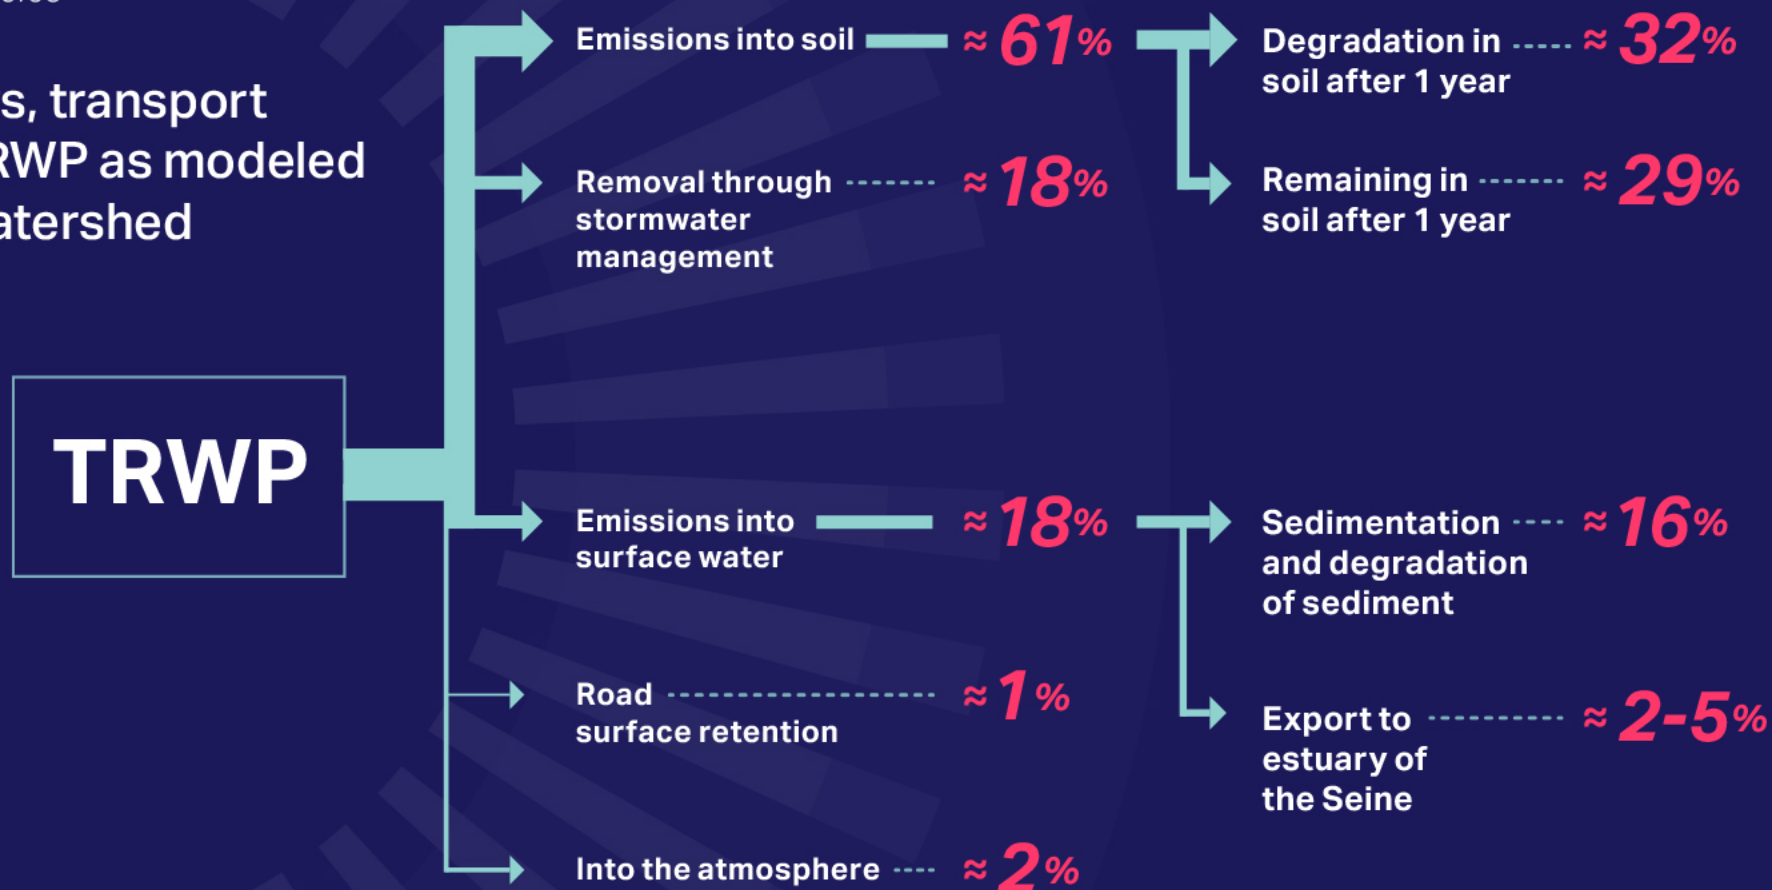 s, transport
RWP as modeled
atershed
TRWP
Emissions into soil ≈ 61%
Removal through ≈ 18%
stormwater
management
Emissions into ≈ 18%
surface water
Road ≈ 1%
surface retention
Into the atmosphere ≈ 2%
Degradation in ≈ 32%
soil after 1 year
Remaining in ≈ 29%
soil after 1 year
Sedimentation ≈ 16%
and degradation
of sediment
Export to ≈ 2-5%
estuary of
the Seine